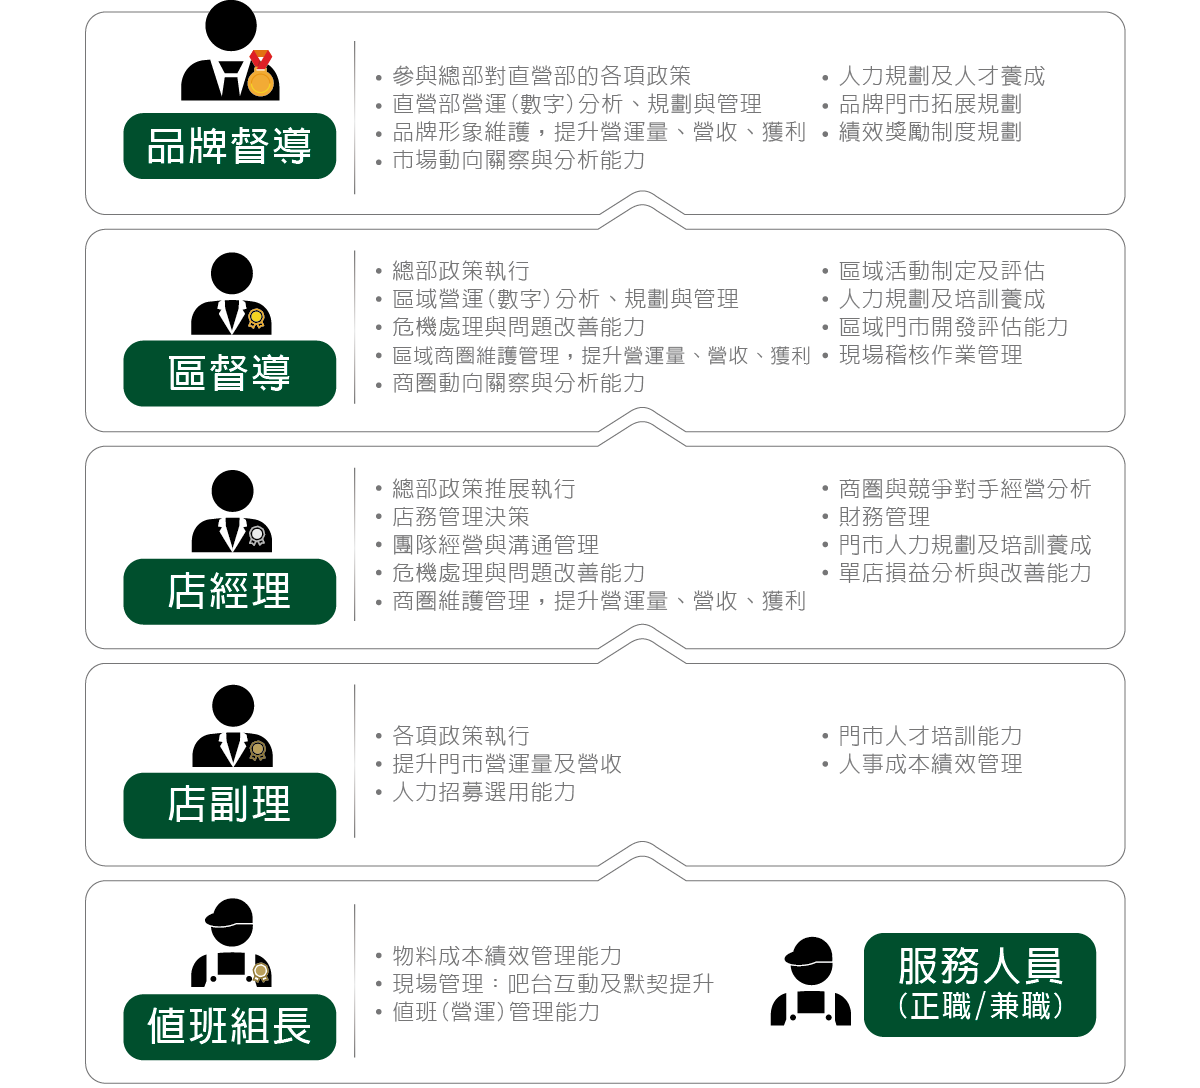 品牌督導
參與總部對直營部的各項政策
直營部營運(數字)分析、規劃與管理
品牌形象維護，提升營運量、營收、獲利
市場動向關察與分析能力
人力規劃及人才養成
品牌門市拓展規劃
績效獎勵制度規劃
區督導
總部政策執行
區域營運(數字)分析、規劃與管理
危機處理與問題改善能力
區域商圈維護管理，提升營運量、營收、獲利
商圈動向關察與分析能力
區域活動制定及評估
人力規劃及培訓養成
區域門市開發評估能力
現場稽核作業管理
店經理
總部政策推展執行
店務管理決策
團隊經營與溝通管理
危機處理與問題改善能力
商圈維護管理，提升營運量、營收、獲利
商圈與競爭對手經營分析
財務管理
門市人力規劃及培訓養成
單店損益分析與改善能力
店副理
各項政策執行
提升門市營運量及營收
人力招募選用能力
門市人才培訓能力
人事成本績效管理
值班組長
物料成本績效管理能力
現場管理：吧台互動及默契提升
值班(營運)管理能力
服務人員
(正職/兼職)